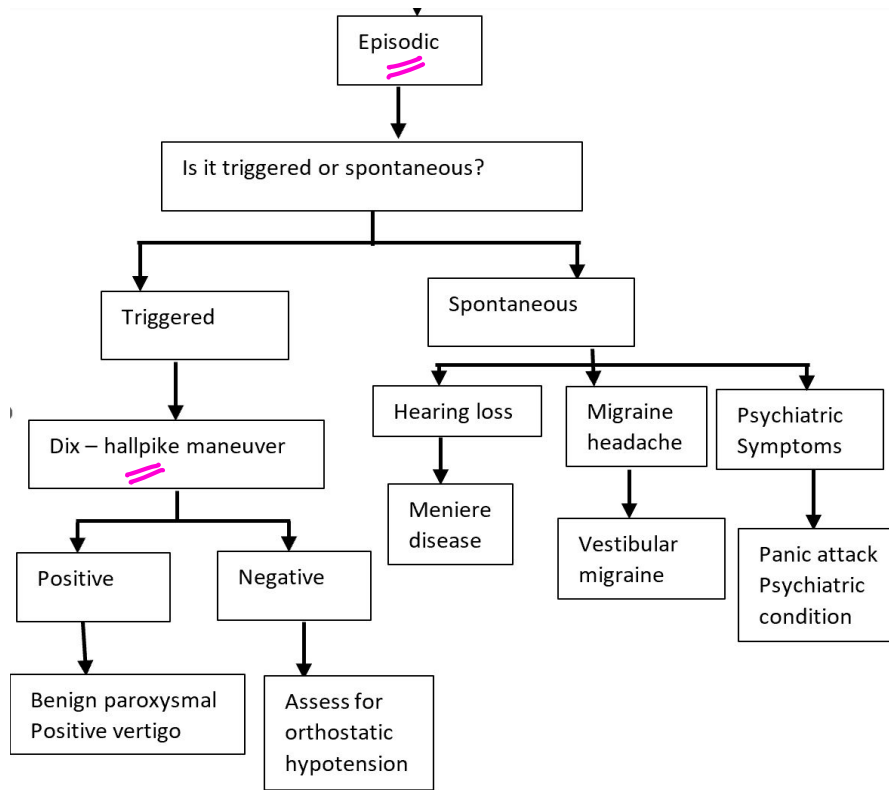 Episodic
Is it triggered or spontaneous?
Triggered
Spontaneous
Dix – hallpike maneuver
Hearing loss
Migraine
headache
Psychiatric
Symptoms
Meniere
disease
Vestibular
migraine
Panic attack
Psychiatric
condition
Positive
Negative
Benign paroxysmal
Positive vertigo
Assess for
orthostatic
hypotension